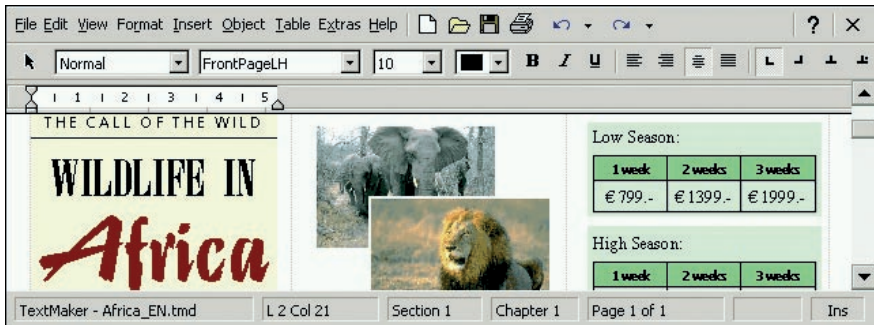 File Edit View Format Insert Object Table Extras Help ? ×
Normal FrontPageLH 10 B I U
1 1 2 3 4 5
THE CALL OF THE WILD
WILDLIFE IN
Africa
Low Season:
1 week 2 weeks 3 weeks
€ 799.- € 1399.- € 1999.-
High Season:
1 week 2 weeks 3 weeks
TextMaker - Africa_EN.tmd L 2 Col 21 Section 1 Chapter 1 Page 1 of 1 Ins